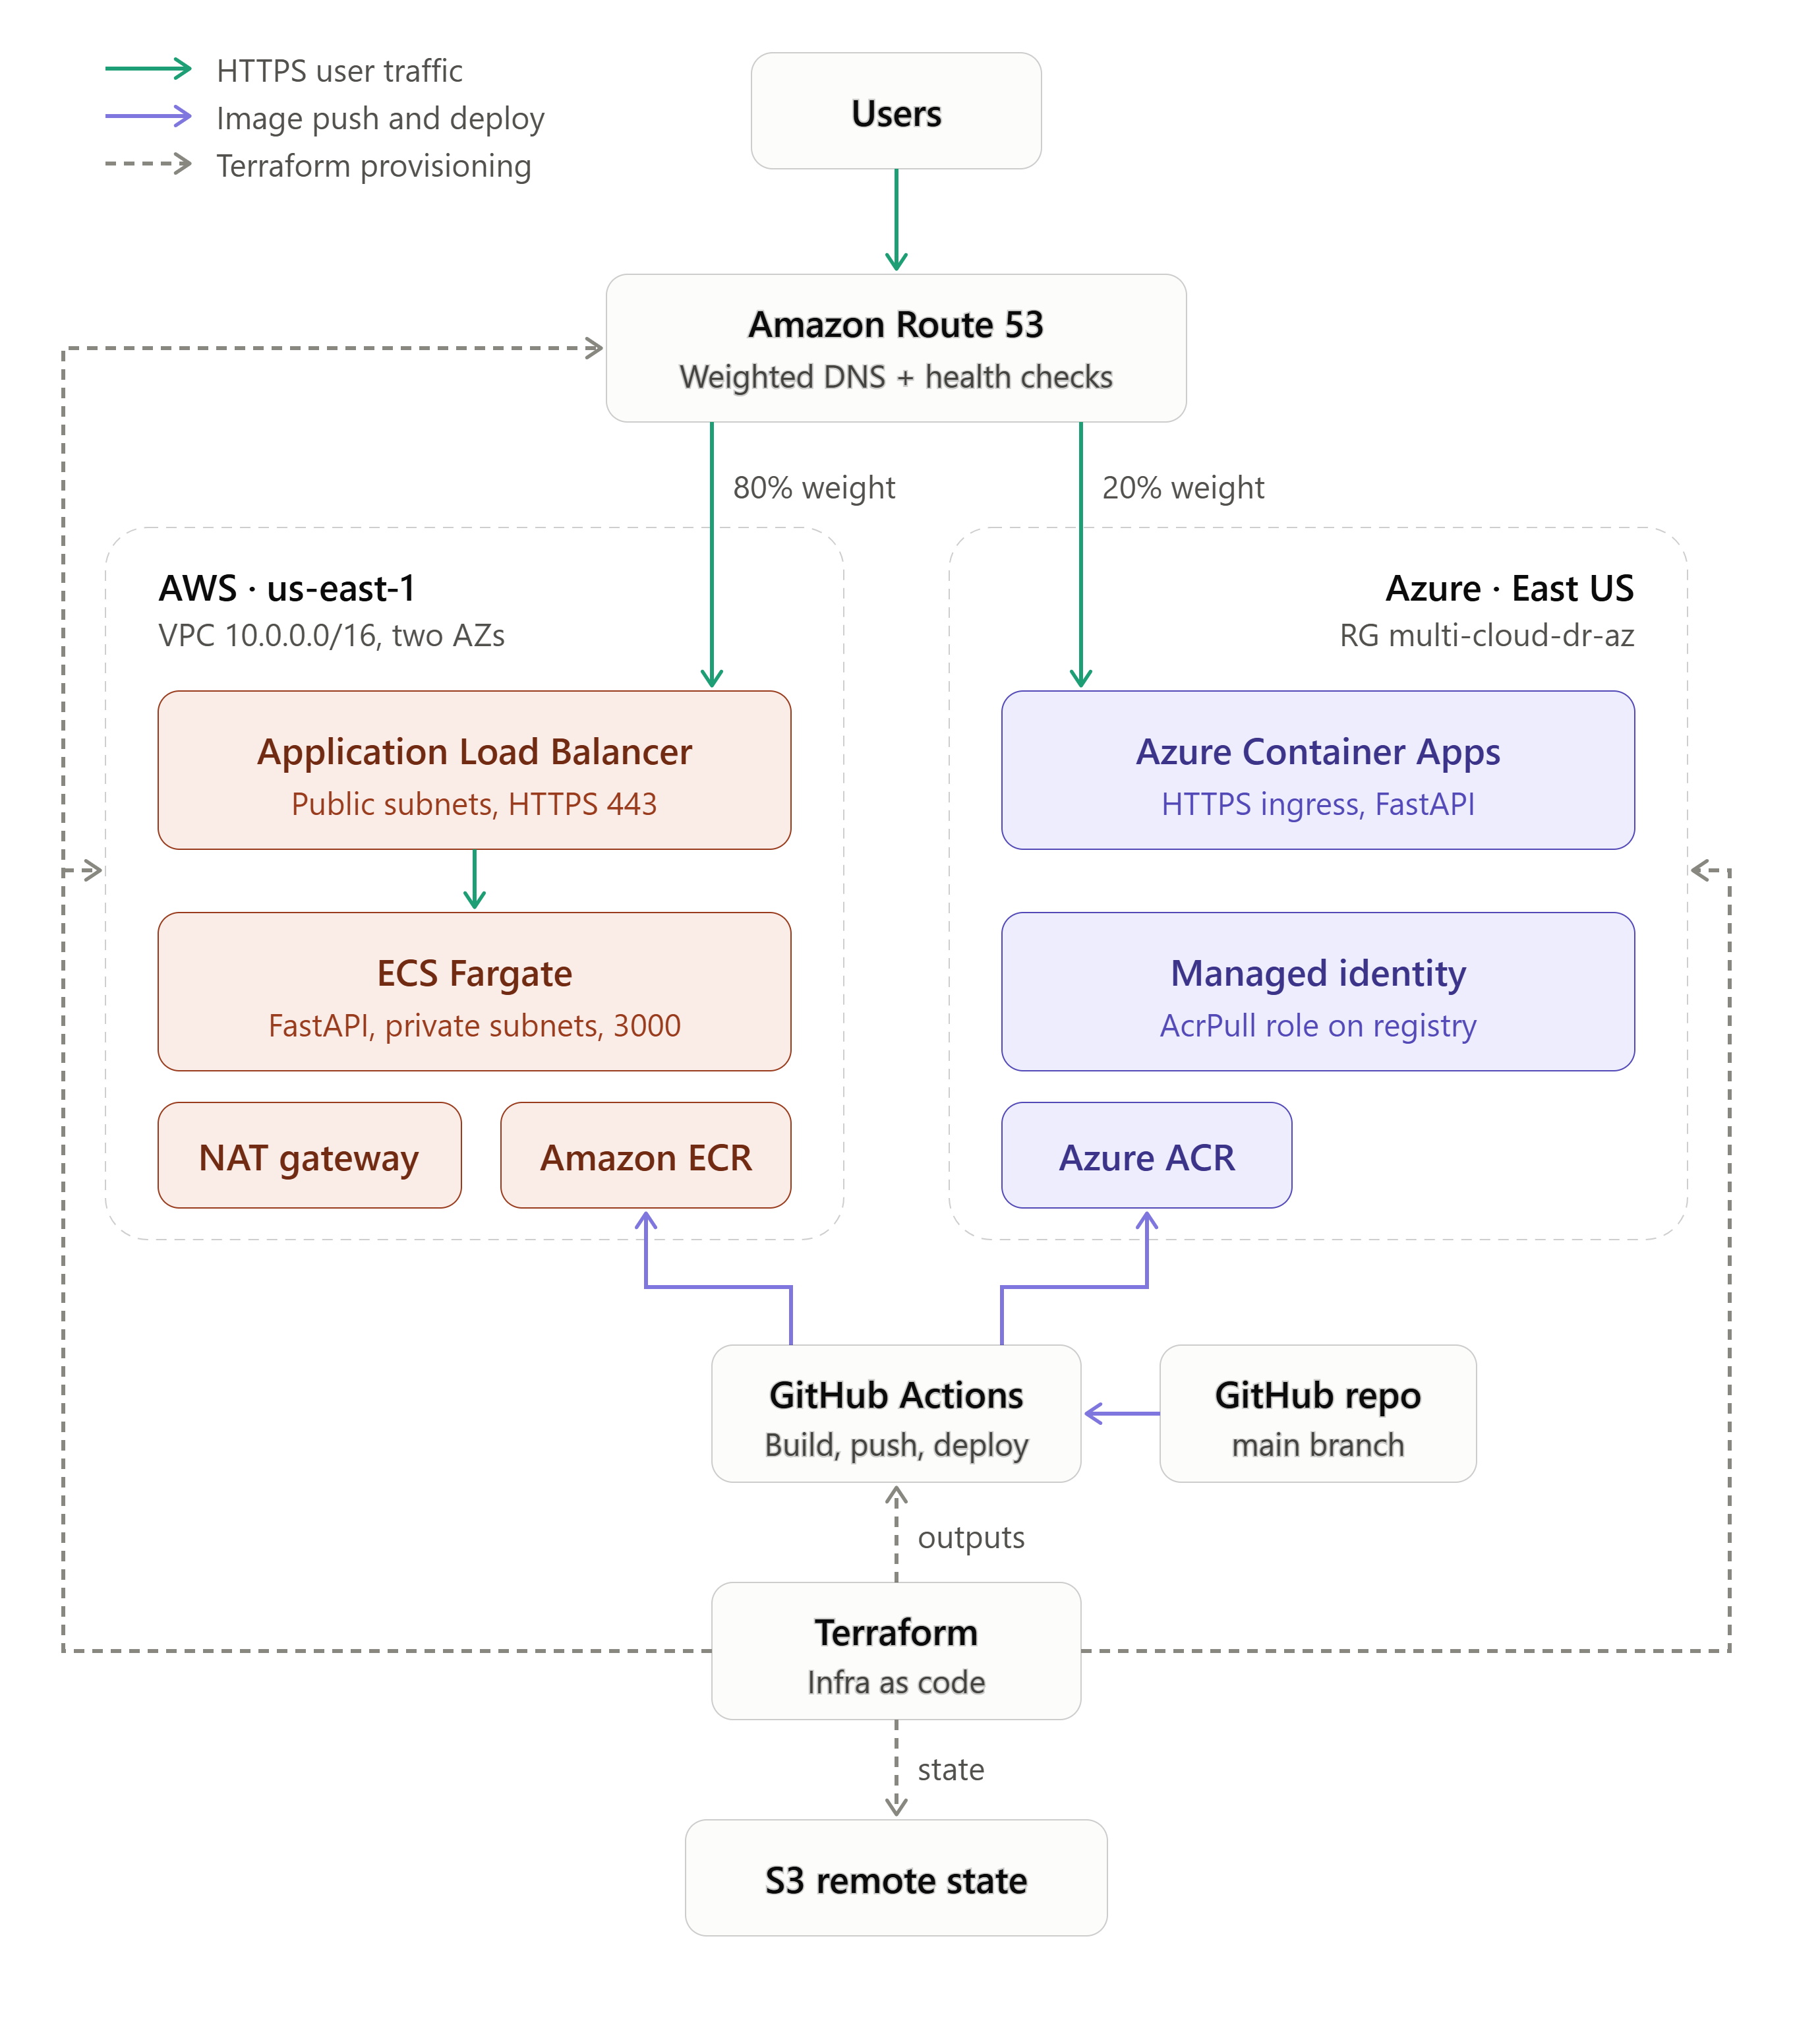 HTTPS user traffic
Image push and deploy
Terraform provisioning
Users
Amazon Route 53
Weighted DNS + health checks
80% weight
20% weight
AWS · us-east-1
VPC 10.0.0.0/16, two AZs
Azure · East US
RG multi-cloud-dr-az
Application Load Balancer
Public subnets, HTTPS 443
Azure Container Apps
HTTPS ingress, FastAPI
ECS Fargate
FastAPI, private subnets, 3000
Managed identity
AcrPull role on registry
NAT gateway
Amazon ECR
Azure ACR
GitHub Actions
Build, push, deploy
GitHub repo
main branch
outputs
Terraform
Infra as code
state
S3 remote state